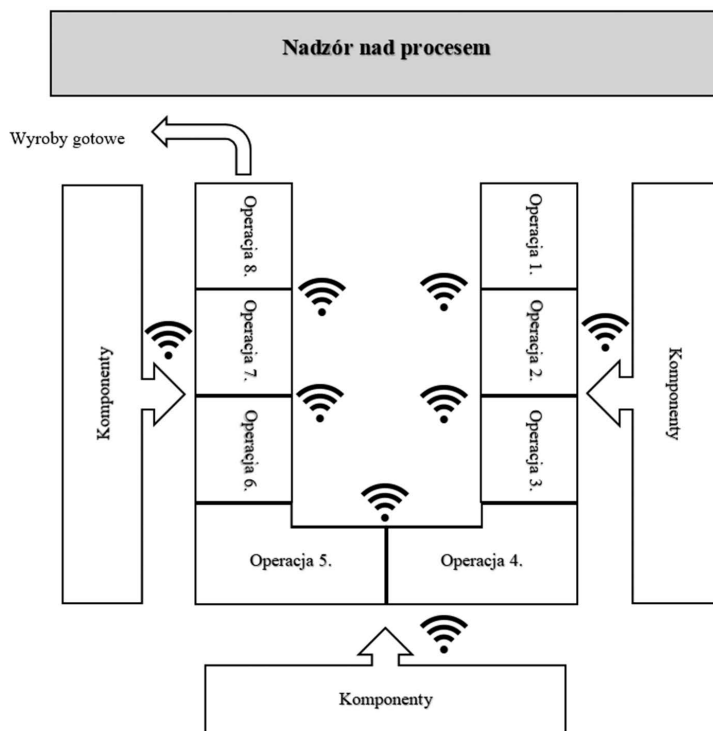 Nadzór nad procesem
Wyroby gotowe
Operacja 8.
Operacja 1.
Operacja 7.
Operacja 2.
Komponenty
Komponenty
Operacja 6.
Operacja 3.
Operacja 5.
Operacja 4.
Komponenty